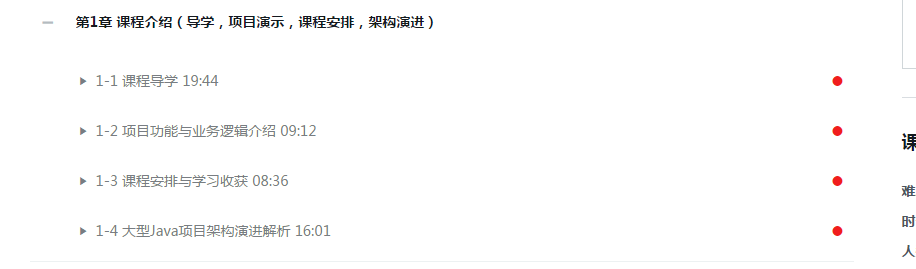 第1章 课程介绍（导学，项目演示，课程安排，架构演进）
1-1 课程导学 19:44
1-2 项目功能与业务逻辑介绍 09:12
1-3 课程安排与学习收获 08:36
1-4 大型Java项目架构演进解析 16:01
课
难
时
人